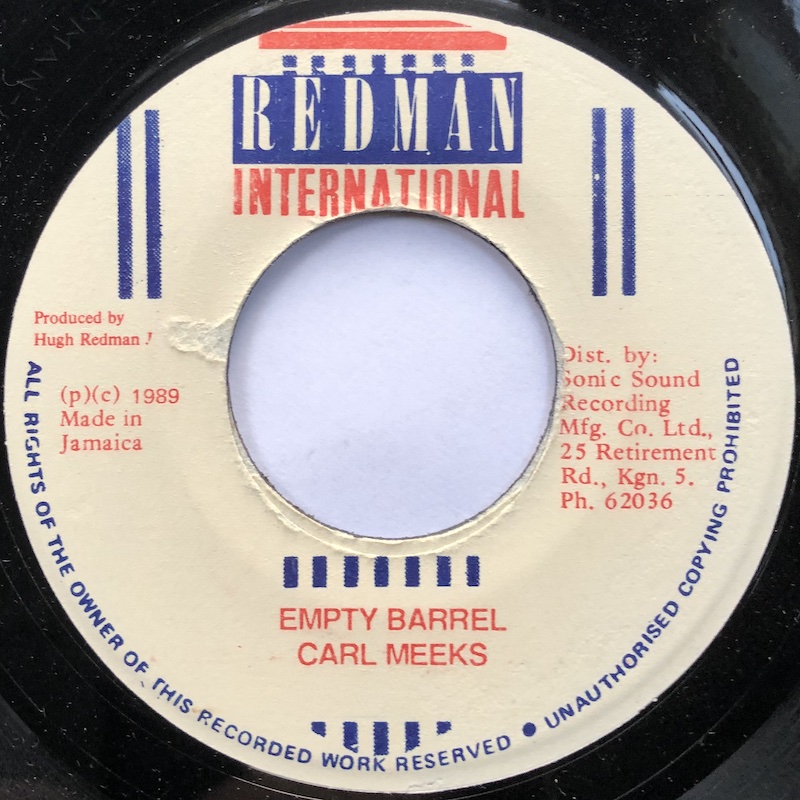 REDMAN
INTERNATIONAL
Produced by
Hugh Redman J
(p)(c) 1989
Made in
Jamaica
Dist. by:
Sonic Sound
Recording
Mfg. Co. Ltd.,
25 Retirement
Rd., Kgn. 5.
Ph. 62036
EMPTY BARREL
CARL MEEKS
ALL RIGHTS OF THE OWNER OF THIS RECORDED WORK RESERVED ● UNAUTHORISED COPYING PROHIBITED